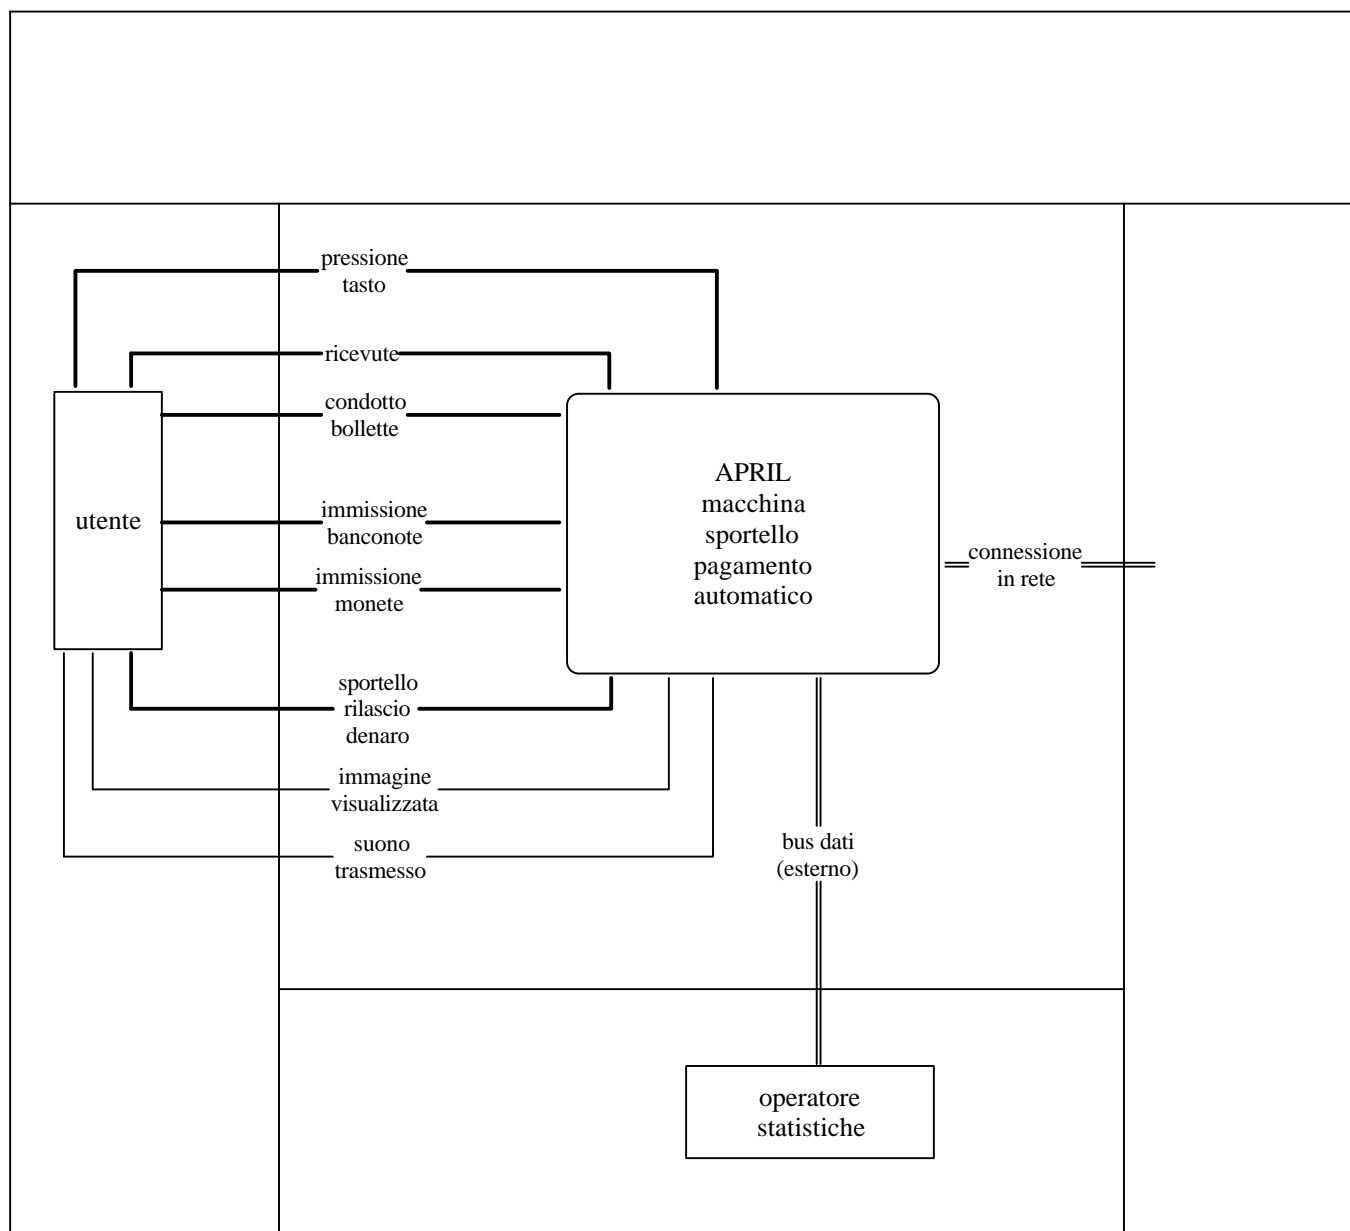 pressione
tasto
ricevute
condotto
bollette
utente
immissione
banconote
immissione
monete
APRIL
macchina
sportello
pagamento
automatico
connessione
in rete
sportello
rilascio
denaro
immagine
visualizzata
suono
trasmesso
bus dati
(esterno)
operatore
statistiche